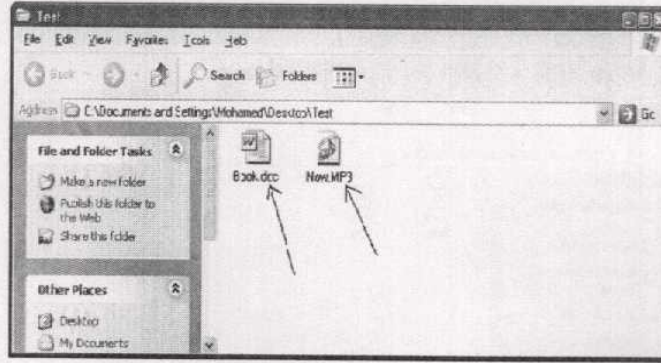 Test
File Edit View Favorites Tools Help
Back Search Folders
Address C:\Documents and Settings\Mohamed\Desktop\Test Go
File and Folder Tasks
Make a new folder
Publish this folder to
the Web
Share this folder
Other Places
Desktop
My Documents
Book.doc Now.MP3